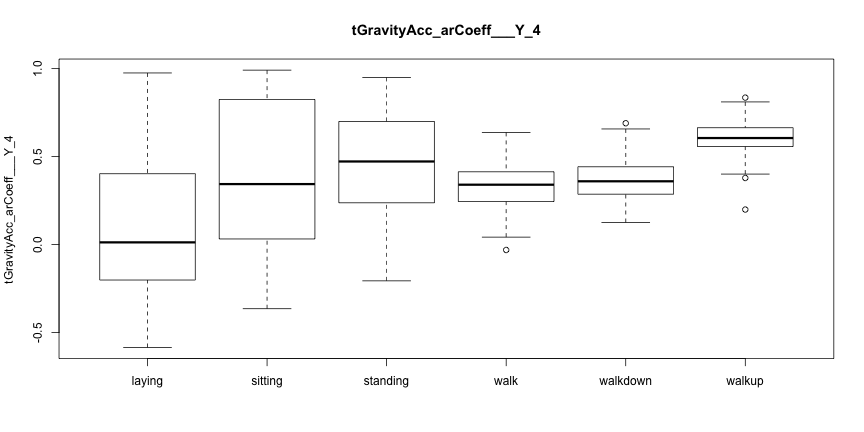 tGravityAcc_arCoeff___Y_4
tGravityAcc_arCoeff___Y_4
1.0
0.5
0.0
-0.5
laying sitting standing walk walkdown walkup